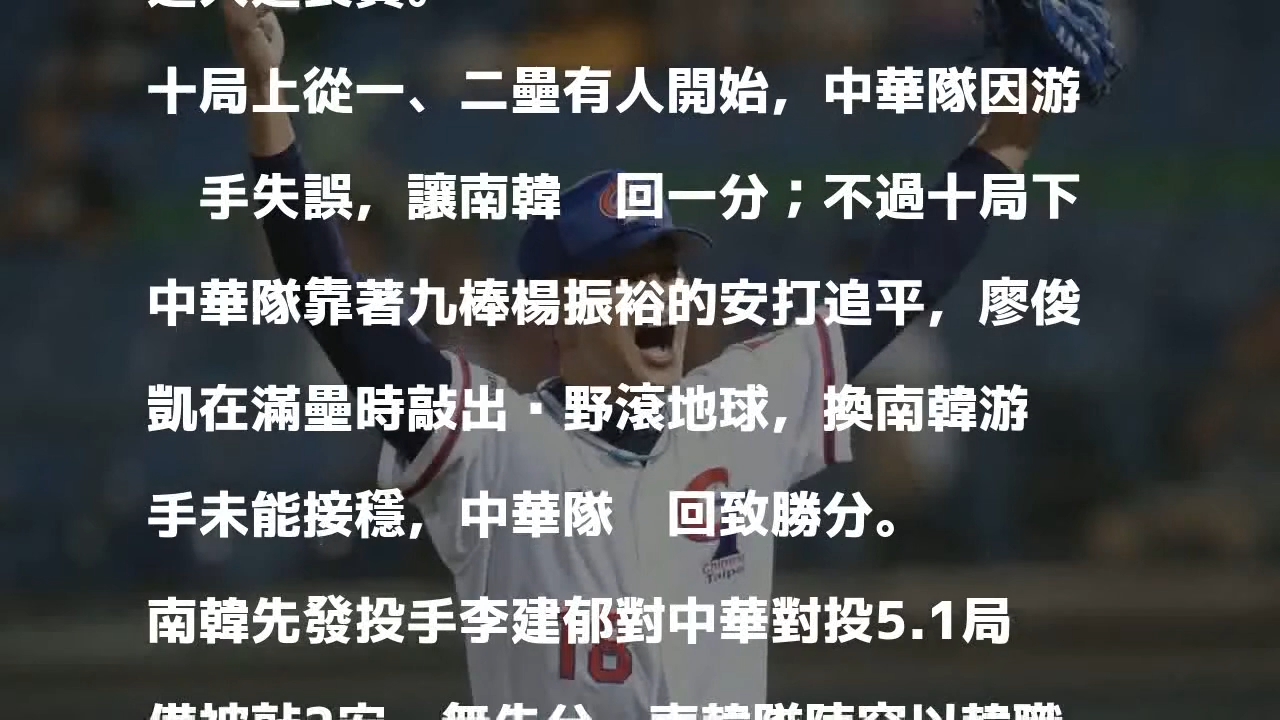 十局上從一、二壘有人開始，中華隊因游
手失誤，讓南韓　回一分；不過十局下
中華隊靠著九棒楊振裕的安打追平，廖俊
凱在滿壘時敲出▪野滾地球，換南韓游
手未能接穩，中華隊　回致勝分。
南韓先發投手李建郁對中華對投5.1局
C
Chinese
Taipei
18